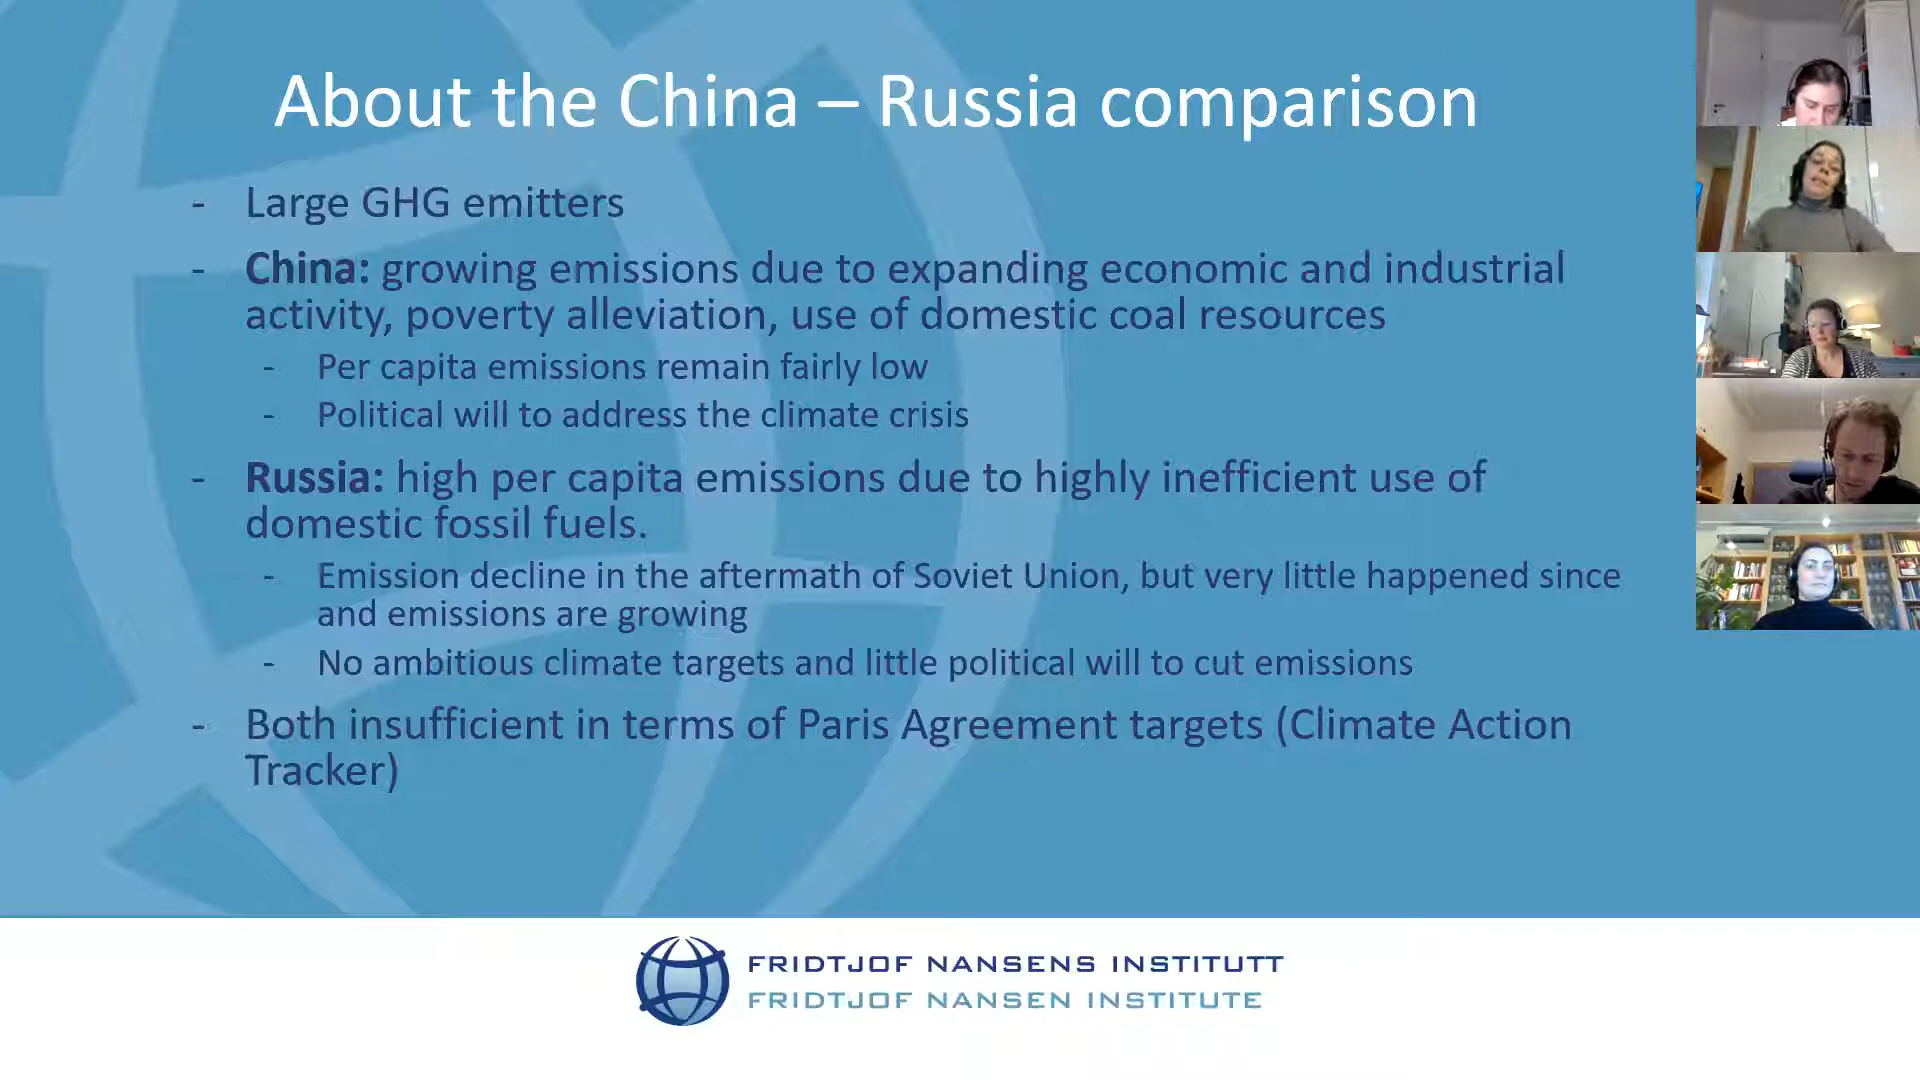 About the China – Russia comparison
- Large GHG emitters
- China: growing emissions due to expanding economic and industrial
activity, poverty alleviation, use of domestic coal resources
- Per capita emissions remain fairly low
- Political will to address the climate crisis
- Russia: high per capita emissions due to highly inefficient use of
domestic fossil fuels.
- Emission decline in the aftermath of Soviet Union, but very little happened since
and emissions are growing
- No ambitious climate targets and little political will to cut emissions
- Both insufficient in terms of Paris Agreement targets (Climate Action
Tracker)
FRIDTJOF NANSENS INSTITUTT
FRIDTJOF NANSEN INSTITUTE